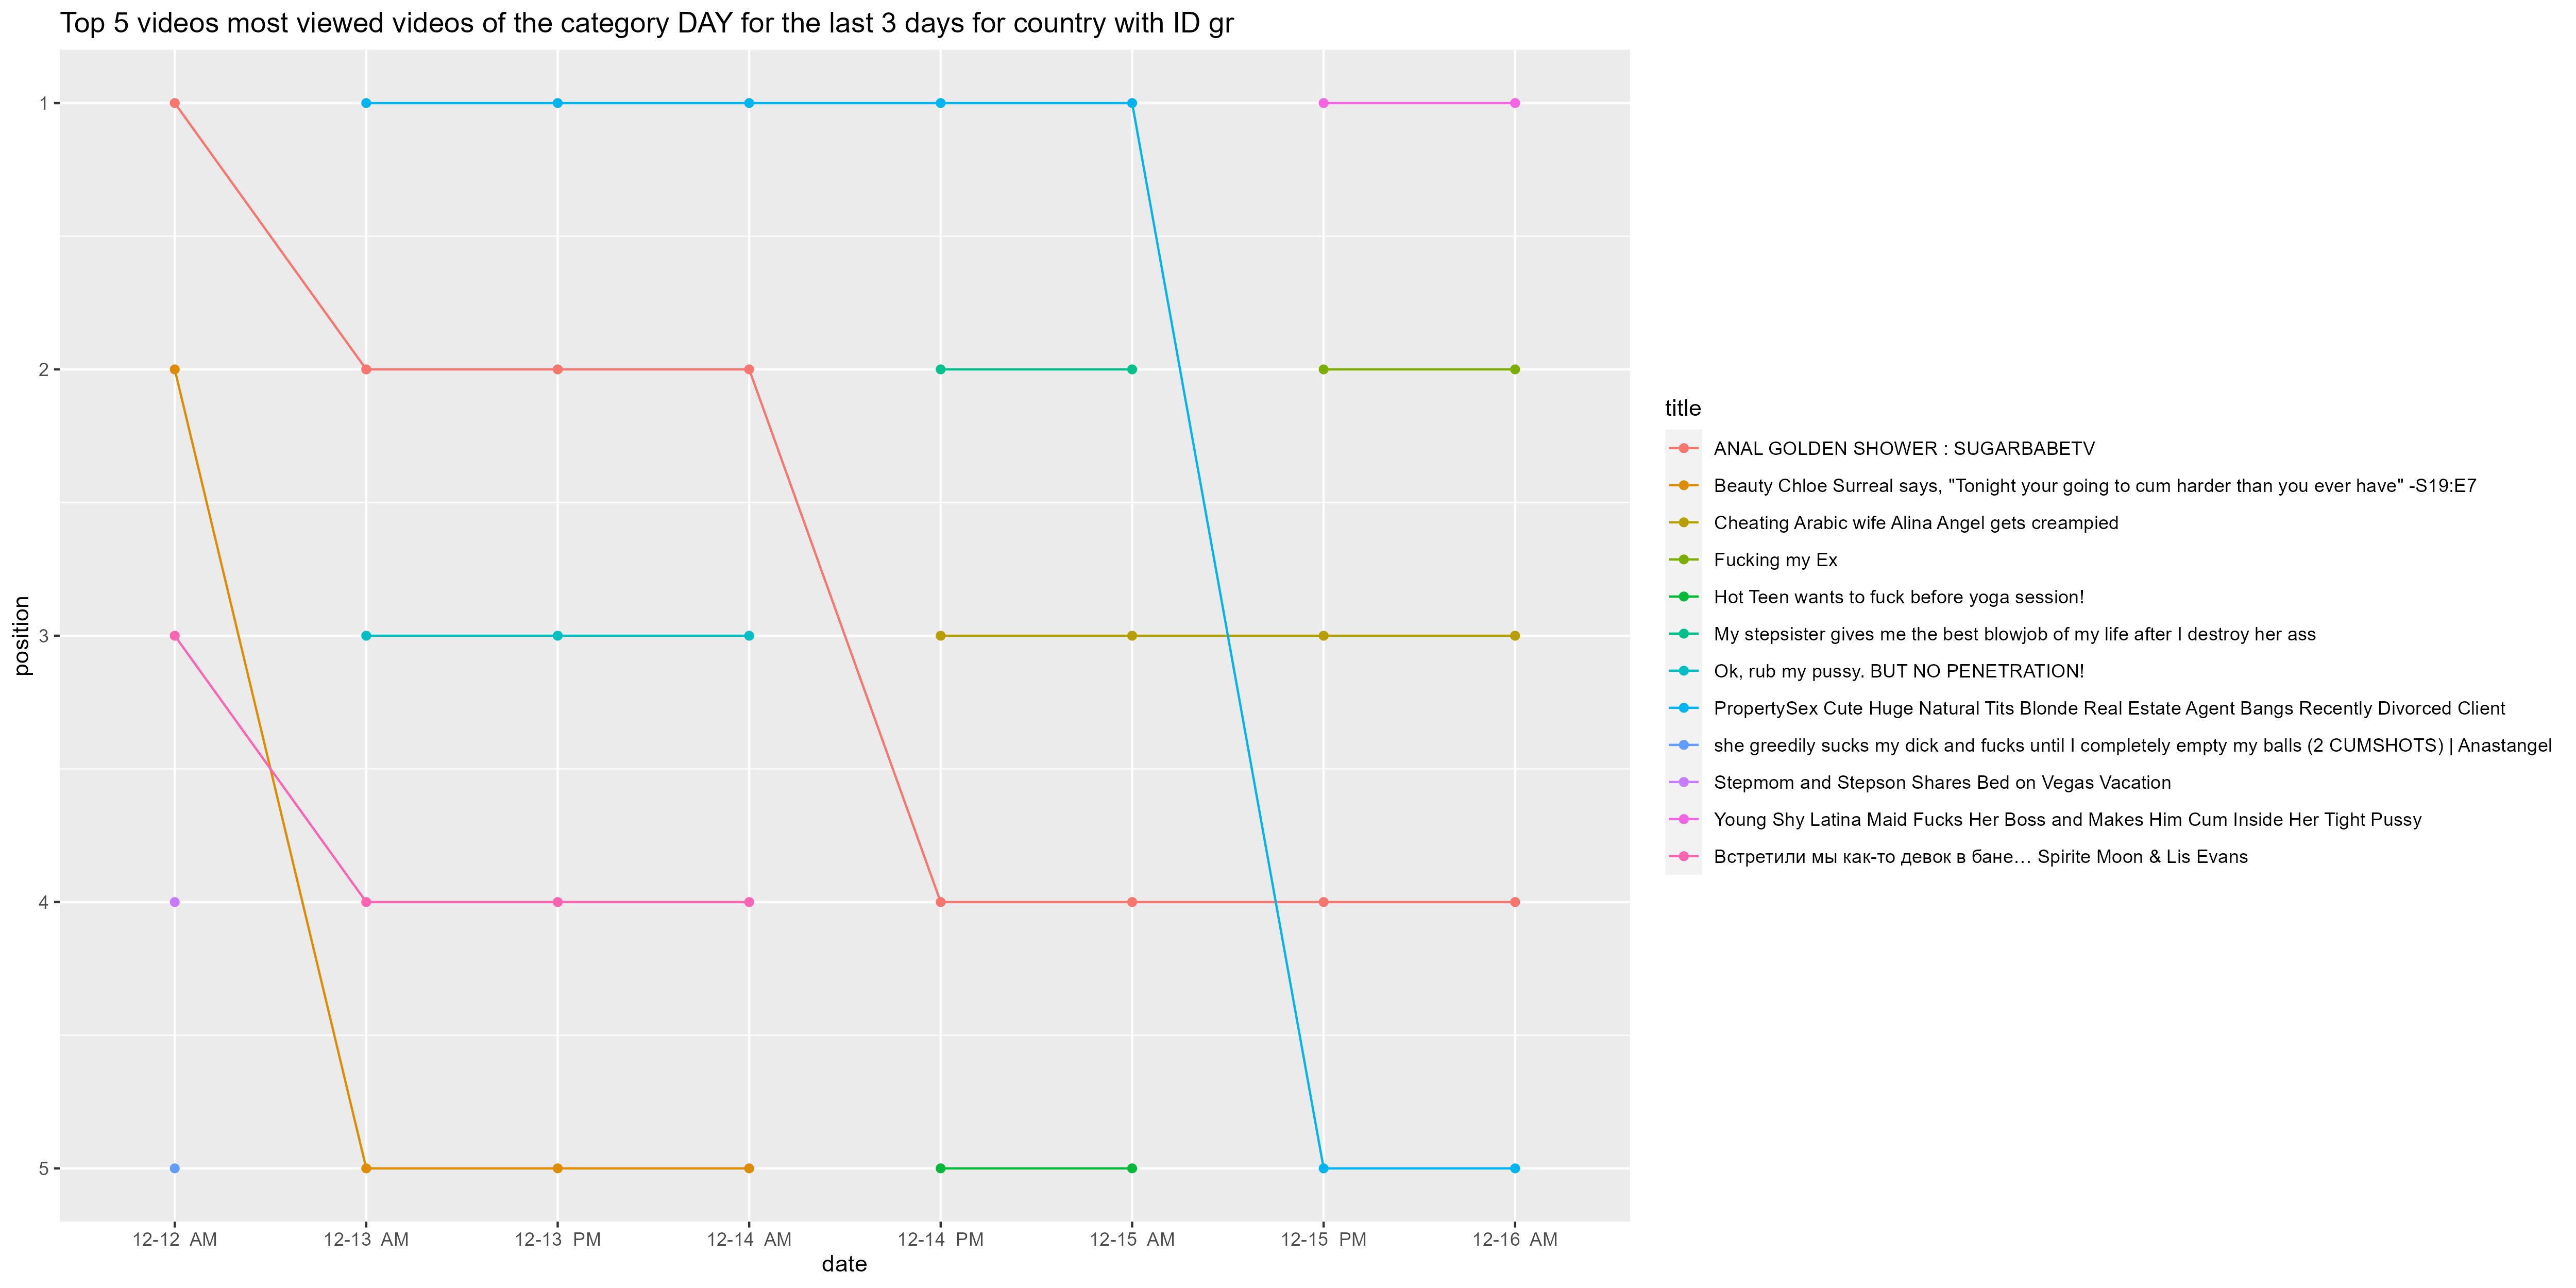 Top 5 videos most viewed videos of the category DAY for the last 3 days for country with ID gr
position
1
2
3
4
5
12-12 AM
12-13 AM
12-13 PM
12-14 AM
12-14 PM
12-15 AM
12-15 PM
12-16 AM
date
title
ANAL GOLDEN SHOWER : SUGARBABETV
Beauty Chloe Surreal says, "Tonight your going to cum harder than you ever have" -S19:E7
Cheating Arabic wife Alina Angel gets creampied
Fucking my Ex
Hot Teen wants to fuck before yoga session!
My stepsister gives me the best blowjob of my life after I destroy her ass
Ok, rub my pussy. BUT NO PENETRATION!
PropertySex Cute Huge Natural Tits Blonde Real Estate Agent Bangs Recently Divorced Client
she greedily sucks my dick and fucks until I completely empty my balls (2 CUMSHOTS) | Anastangel
Stepmom and Stepson Shares Bed on Vegas Vacation
Young Shy Latina Maid Fucks Her Boss and Makes Him Cum Inside Her Tight Pussy
Встретили мы как-то девок в бане… Spirite Moon & Lis Evans